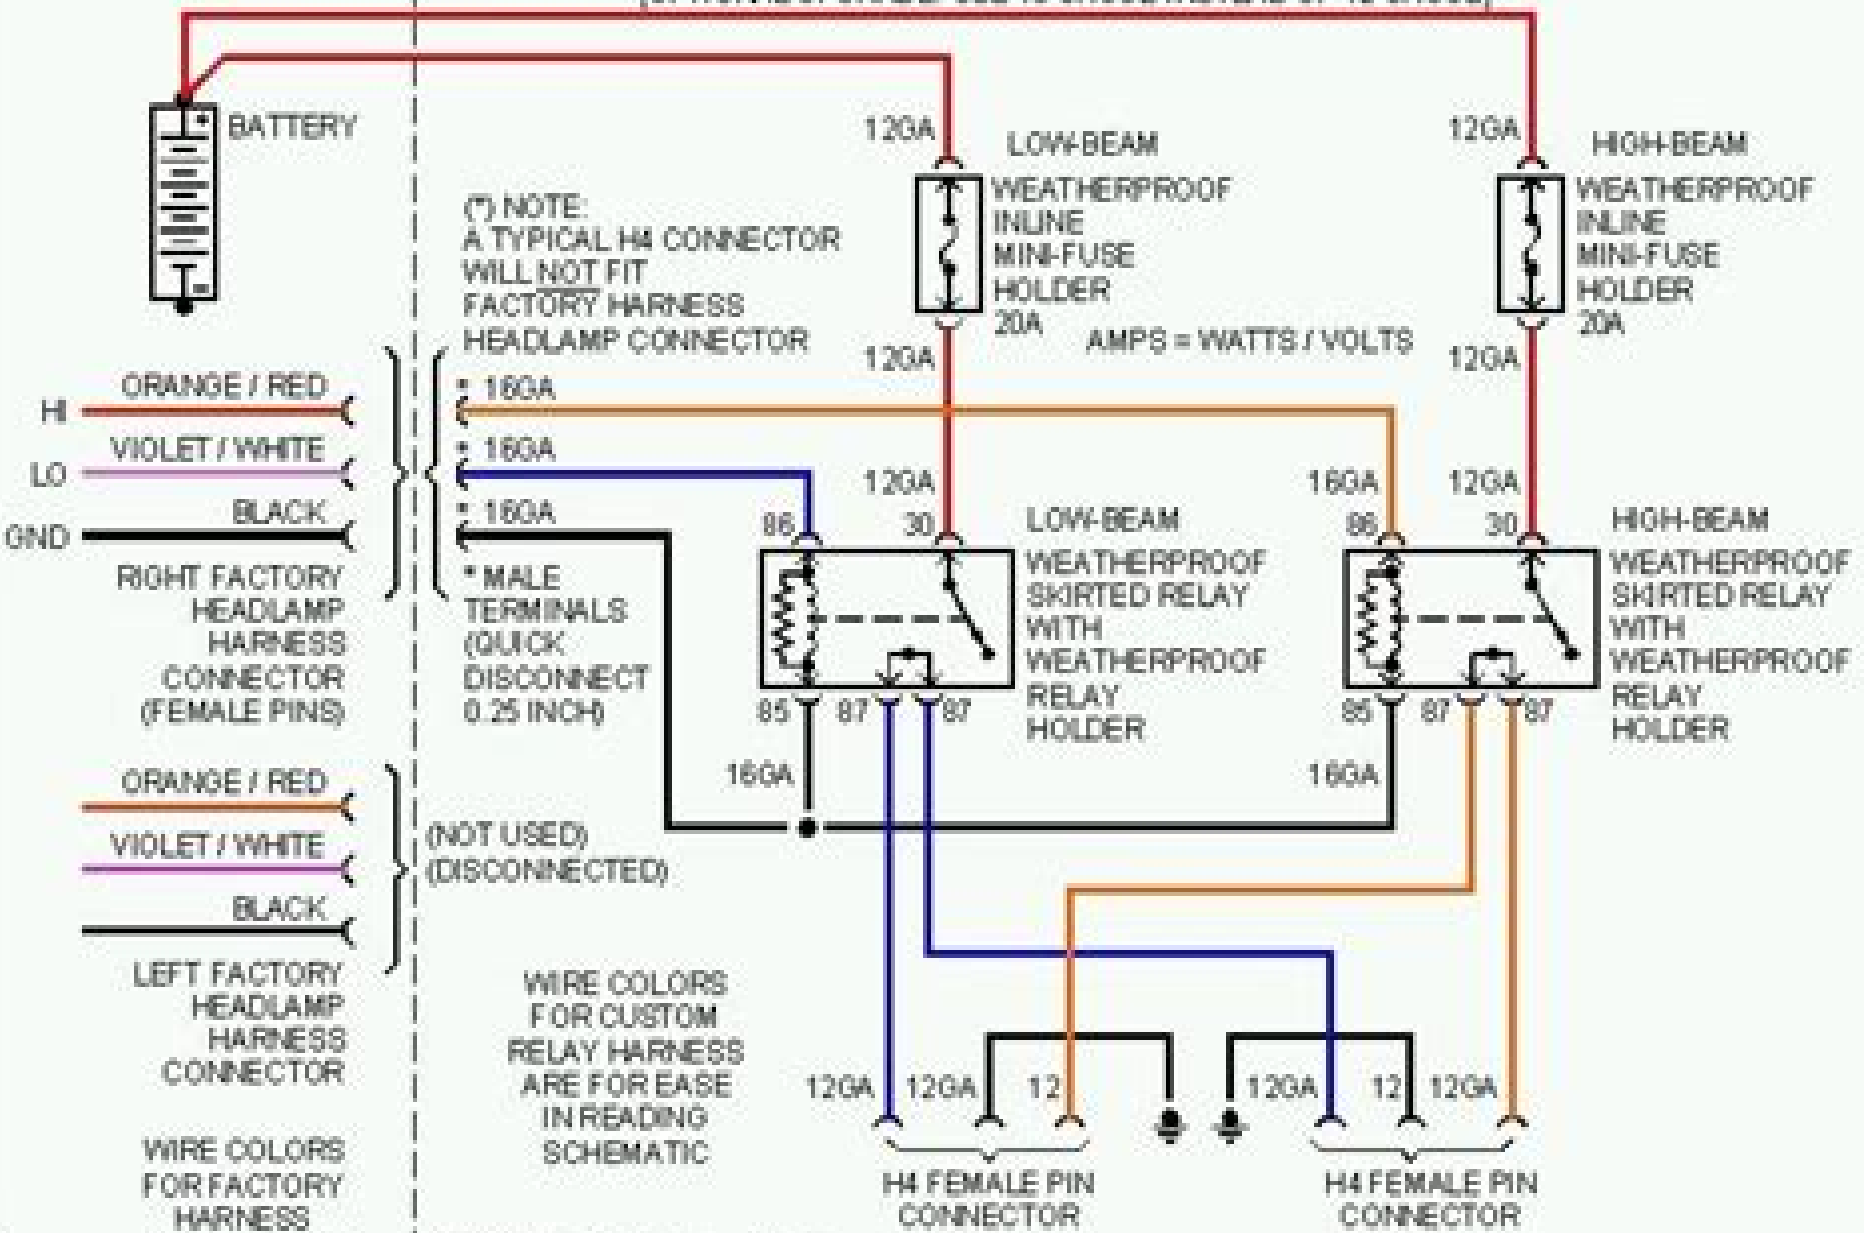 BATTERY
12GA
LOW-BEAM
WEATHERPROOF
INLINE
MINI-FUSE
HOLDER
20A
12GA
HIGH-BEAM
WEATHERPROOF
INLINE
MINI-FUSE
HOLDER
20A
(*) NOTE:
A TYPICAL H4 CONNECTOR
WILL NOT FIT
FACTORY HARNESS
HEADLAMP CONNECTOR
12GA
AMPS = WATTS / VOLTS
12GA
HI
ORANGE / RED
* 16GA
LO
VIOLET / WHITE
* 16GA
GND
BLACK
* 16GA
12GA
16GA
12GA
86
30
LOW-BEAM
WEATHERPROOF
SKIRTED RELAY
WITH
WEATHERPROOF
RELAY
HOLDER
86
30
HIGH-BEAM
WEATHERPROOF
SKIRTED RELAY
WITH
WEATHERPROOF
RELAY
HOLDER
RIGHT FACTORY
HEADLAMP
HARNESS
CONNECTOR
(FEMALE PINS)
* MALE
TERMINALS
(QUICK
DISCONNECT
0.25 INCH)
85
87
87
85
87
87
16GA
16GA
ORANGE / RED
VIOLET / WHITE
BLACK
(NOT USED)
(DISCONNECTED)
LEFT FACTORY
HEADLAMP
HARNESS
CONNECTOR
WIRE COLORS
FOR CUSTOM
RELAY HARNESS
ARE FOR EASE
IN READING
SCHEMATIC
12GA
12GA
12
12GA
12
12GA
WIRE COLORS
FOR FACTORY
HARNESS
H4 FEMALE PIN
CONNECTOR
H4 FEMALE PIN
CONNECTOR